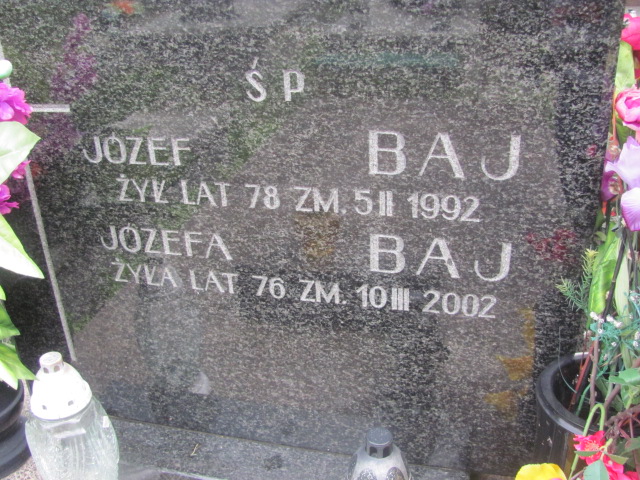 ŚP
JÓZEF BAJ
ŻYŁ LAT 78 ZM. 5 II 1992
JÓZEFA BAJ
ŻYŁA LAT 76 ZM. 10 III 2002